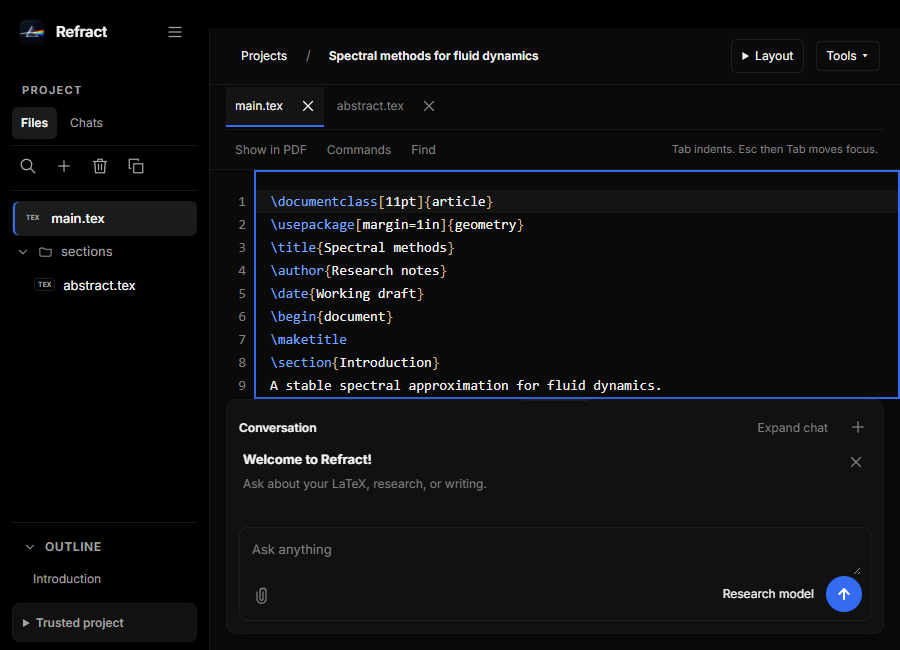 Refract
PROJECT
Files Chats
TEX main.tex
sections
TEX abstract.tex
OUTLINE
Introduction
Trusted project
Projects / Spectral methods for fluid dynamics
Layout Tools
main.tex abstract.tex
Show in PDF Commands Find Tab indents. Esc then Tab moves focus.
1 \documentclass[11pt]{article}
2 \usepackage[margin=1in]{geometry}
3 \title{Spectral methods}
4 \author{Research notes}
5 \date{Working draft}
6 \begin{document}
7 \maketitle
8 \section{Introduction}
9 A stable spectral approximation for fluid dynamics.
Conversation Expand chat
Welcome to Refract!
Ask about your LaTeX, research, or writing.
Ask anything
Research model